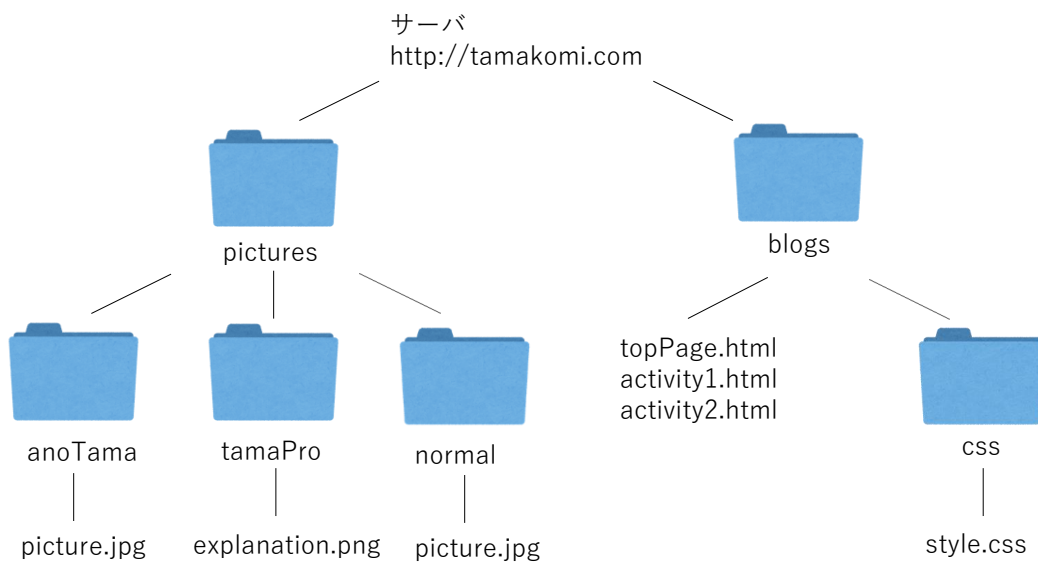 サーバ
http://tamakomi.com
pictures
blogs
topPage.html
activity1.html
activity2.html
anoTama
tamaPro
normal
css
picture.jpg
explanation.png
picture.jpg
style.css